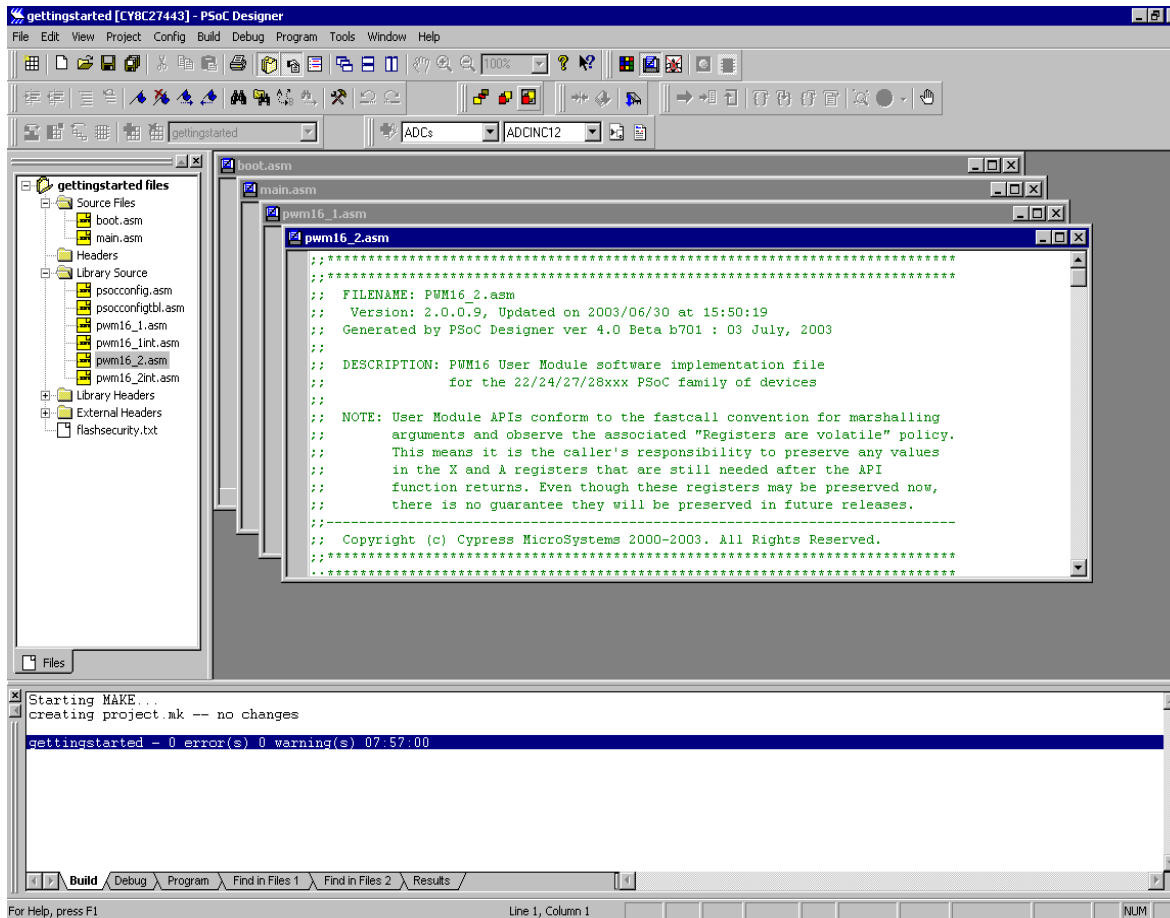 gettingstarted [CY8C27443] - PSoC Designer
File Edit View Project Config Build Debug Program Tools Window Help
100%
gettingstarted ADCs ADCINC12
gettingstarted files
Source Files
boot.asm
main.asm
Headers
Library Source
psocconfig.asm
psocconfigtbl.asm
pwm16_1.asm
pwm16_1int.asm
pwm16_2.asm
pwm16_2int.asm
Library Headers
External Headers
flashsecurity.txt
Files
boot.asm
main.asm
pwm16_1.asm
pwm16_2.asm
;;*****************************************************************************
;;*****************************************************************************
;;  FILENAME: PWM16_2.asm
;;   Version: 2.0.0.9, Updated on 2003/06/30 at 15:50:19
;;  Generated by PSoC Designer ver 4.0 Beta b701 : 03 July, 2003
;;
;;  DESCRIPTION: PWM16 User Module software implementation file
;;               for the 22/24/27/28xxx PSoC family of devices
;;
;;  NOTE: User Module APIs conform to the fastcall convention for marshalling
;;        arguments and observe the associated "Registers are volatile" policy.
;;        This means it is the caller's responsibility to preserve any values
;;        in the X and A registers that are still needed after the API
;;        function returns. Even though these registers may be preserved now,
;;        there is no guarantee they will be preserved in future releases.
;;-----------------------------------------------------------------------------
;;  Copyright (c) Cypress MicroSystems 2000-2003. All Rights Reserved.
;;*****************************************************************************
;;*****************************************************************************
Starting MAKE...
creating project.mk -- no changes
gettingstarted - 0 error(s) 0 warning(s) 07:57:00
Build Debug Program Find in Files 1 Find in Files 2 Results
For Help, press F1 Line 1, Column 1 NUM